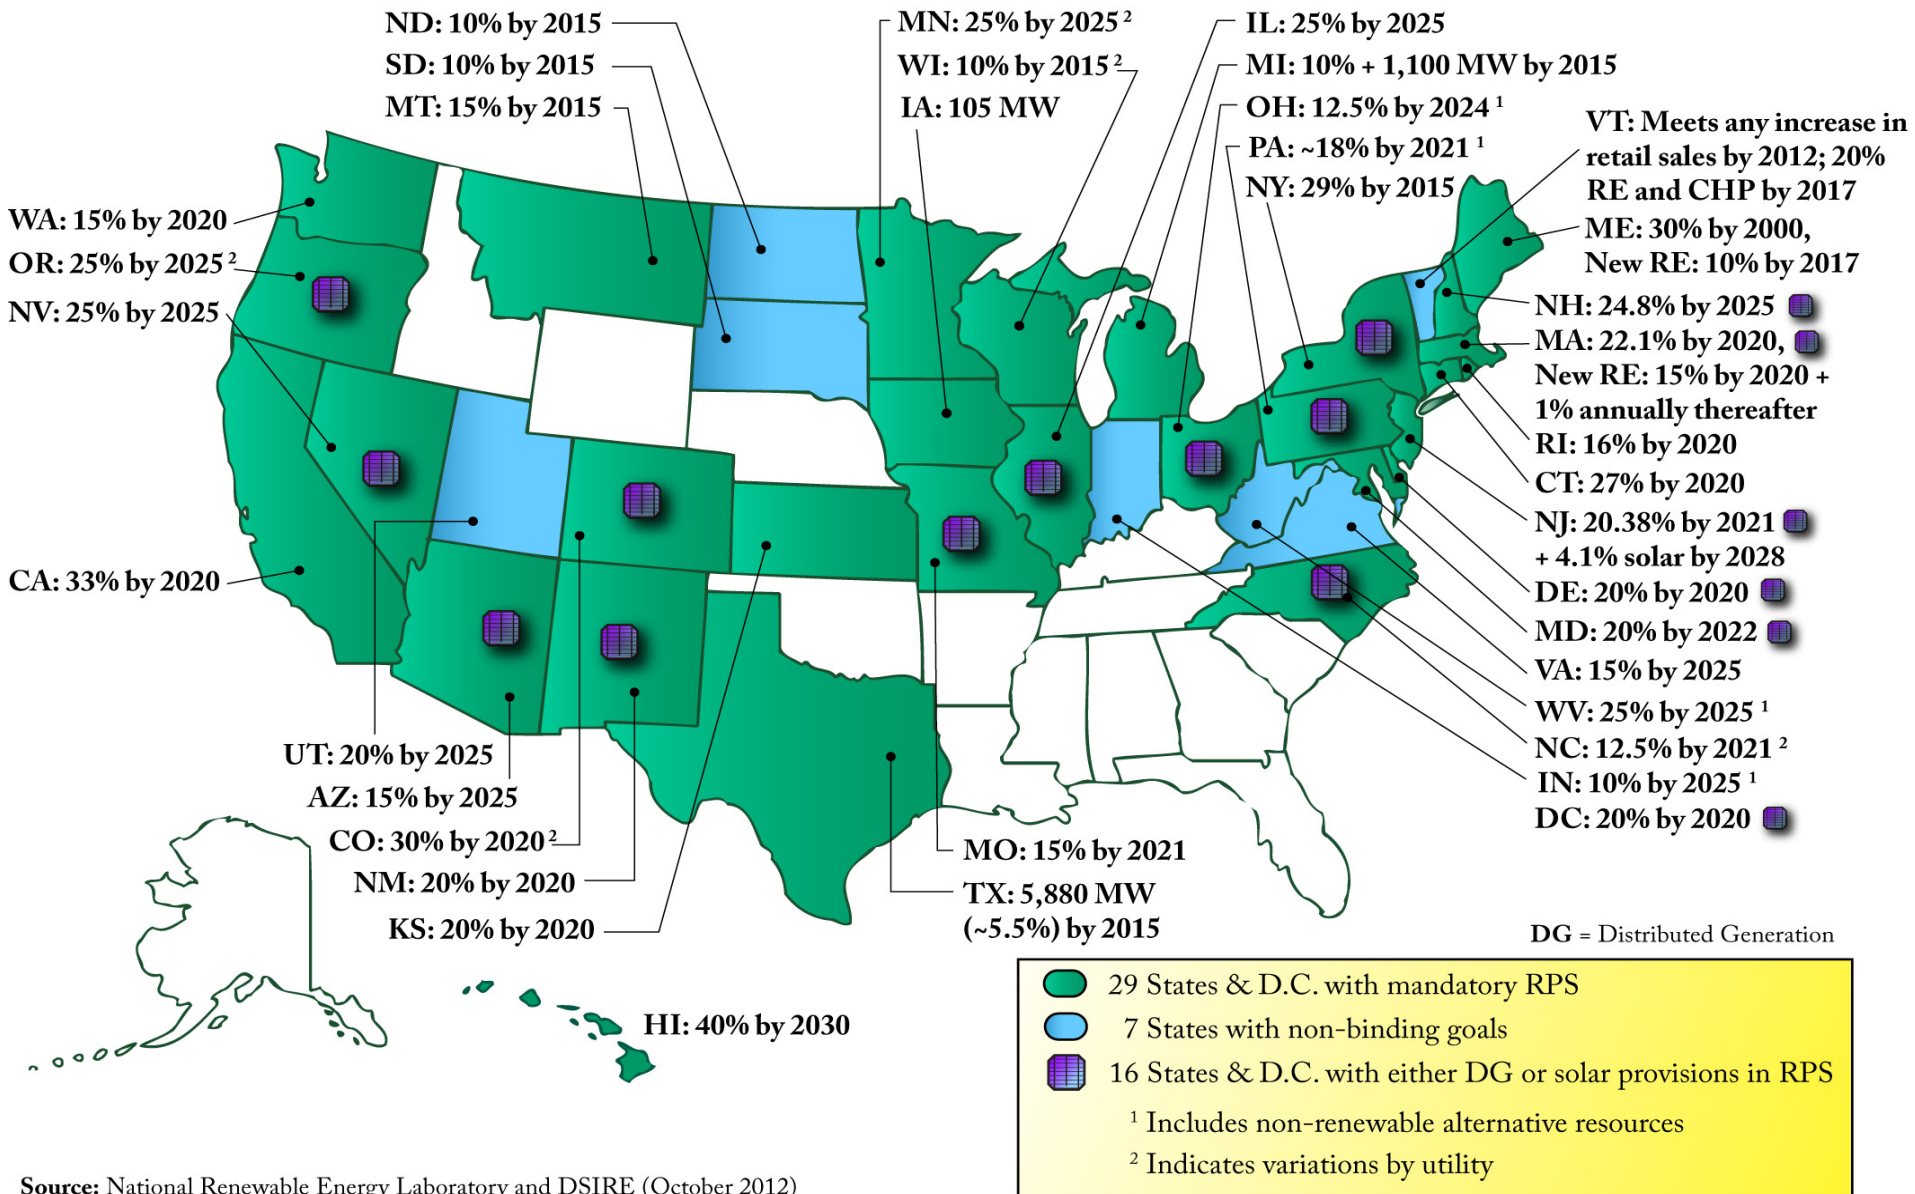 ND: 10% by 2015
SD: 10% by 2015
MT: 15% by 2015
MN: 25% by 2025 ²
WI: 10% by 2015 ²
IA: 105 MW
IL: 25% by 2025
MI: 10% + 1,100 MW by 2015
OH: 12.5% by 2024 ¹
PA: ~18% by 2021 ¹
NY: 29% by 2015
VT: Meets any increase in
retail sales by 2012; 20%
RE and CHP by 2017
ME: 30% by 2000,
New RE: 10% by 2017
NH: 24.8% by 2025
MA: 22.1% by 2020,
New RE: 15% by 2020 +
1% annually thereafter
RI: 16% by 2020
CT: 27% by 2020
NJ: 20.38% by 2021
+ 4.1% solar by 2028
DE: 20% by 2020
MD: 20% by 2022
VA: 15% by 2025
WV: 25% by 2025 ¹
NC: 12.5% by 2021 ²
IN: 10% by 2025 ¹
DC: 20% by 2020
WA: 15% by 2020
OR: 25% by 2025 ²
NV: 25% by 2025
CA: 33% by 2020
UT: 20% by 2025
AZ: 15% by 2025
CO: 30% by 2020 ²
NM: 20% by 2020
KS: 20% by 2020
MO: 15% by 2021
TX: 5,880 MW
(~5.5%) by 2015
HI: 40% by 2030
DG = Distributed Generation
29 States & D.C. with mandatory RPS
7 States with non-binding goals
16 States & D.C. with either DG or solar provisions in RPS
¹ Includes non-renewable alternative resources
² Indicates variations by utility
Source: National Renewable Energy Laboratory and DSIRE (October 2012)